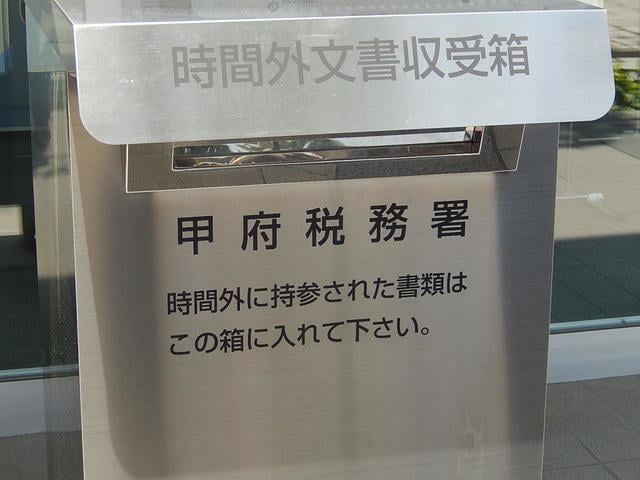 時間外文書収受箱
甲府税務署
時間外に持参された書類は
この箱に入れて下さい。